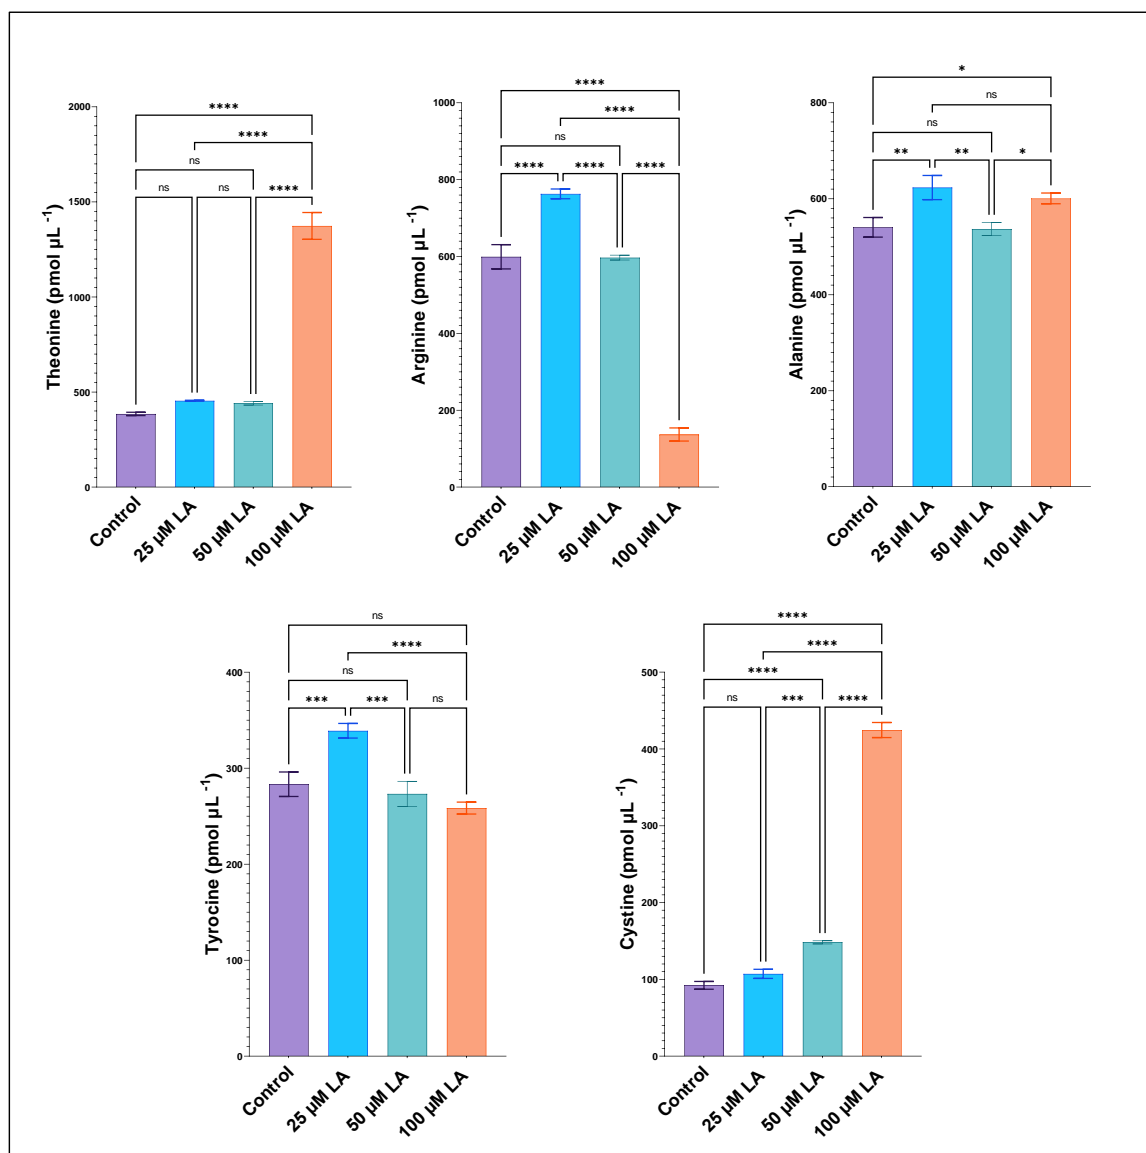 ****
****
ns
ns
ns
****
Theonine (pmol µL ⁻¹)
2000
1500
1000
500
0
Control
25 µM LA
50 µM LA
100 µM LA
****
****
ns
****
****
****
Arginine (pmol µL ⁻¹)
1000
800
600
400
200
0
Control
25 µM LA
50 µM LA
100 µM LA
*
ns
ns
**
**
*
Alanine (pmol µL ⁻¹)
800
600
400
200
0
Control
25 µM LA
50 µM LA
100 µM LA
ns
****
ns
***
***
ns
Tyrocine (pmol µL ⁻¹)
400
300
200
100
0
Control
25 µM LA
50 µM LA
100 µM LA
****
****
****
ns
***
****
Cystine (pmol µL ⁻¹)
500
400
300
200
100
0
Control
25 µM LA
50 µM LA
100 µM LA